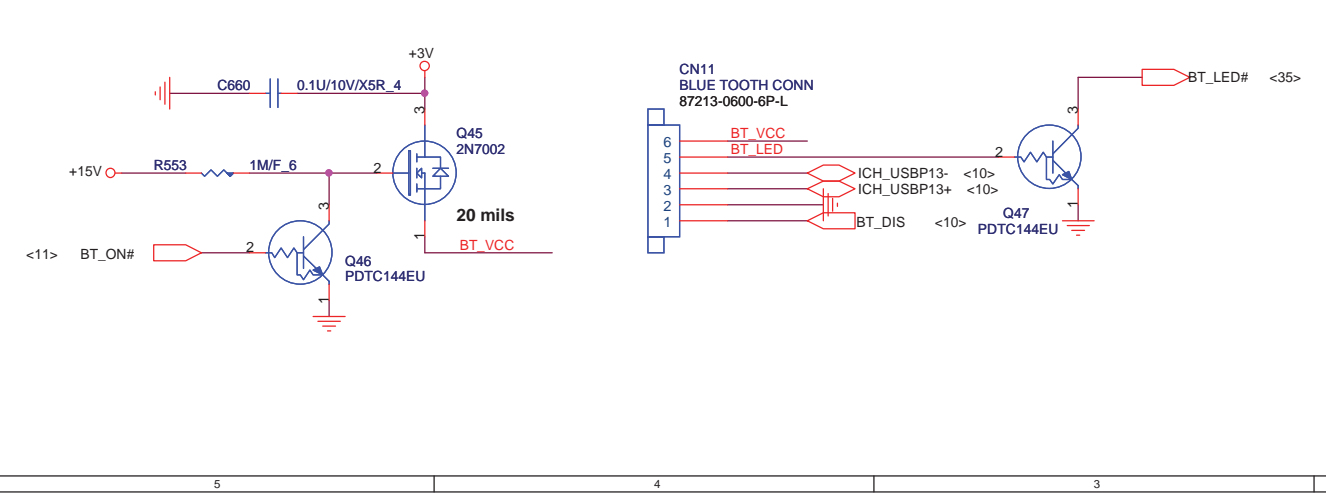 +3V
C660 0.1U/10V/X5R_4
3
Q45
2N7002
+15V R553 1M/F_6 2
3
20 mils
1
BT_VCC
<11> BT_ON# 2
Q46
PDTC144EU
1
CN11
BLUE TOOTH CONN
87213-0600-6P-L
6 BT_VCC
5 BT_LED
4 ICH_USBP13- <10>
3 ICH_USBP13+ <10>
2
1 BT_DIS <10>
BT_LED# <35>
3
2
1
Q47
PDTC144EU
5 4 3